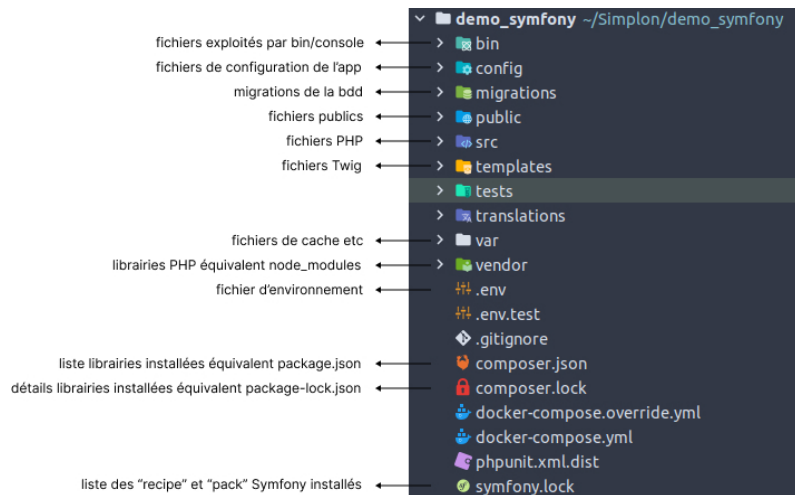 demo_symfony ~/Simplon/demo_symfony
fichiers exploités par bin/console bin
fichiers de configuration de l'app config
migrations de la bdd migrations
fichiers publics public
fichiers PHP src
fichiers Twig templates
tests
translations
fichiers de cache etc var
librairies PHP équivalent node_modules vendor
fichier d'environnement .env
.env.test
.gitignore
liste librairies installées équivalent package.json composer.json
détails librairies installées équivalent package-lock.json composer.lock
docker-compose.override.yml
docker-compose.yml
phpunit.xml.dist
liste des “recipe” et “pack” Symfony installés symfony.lock